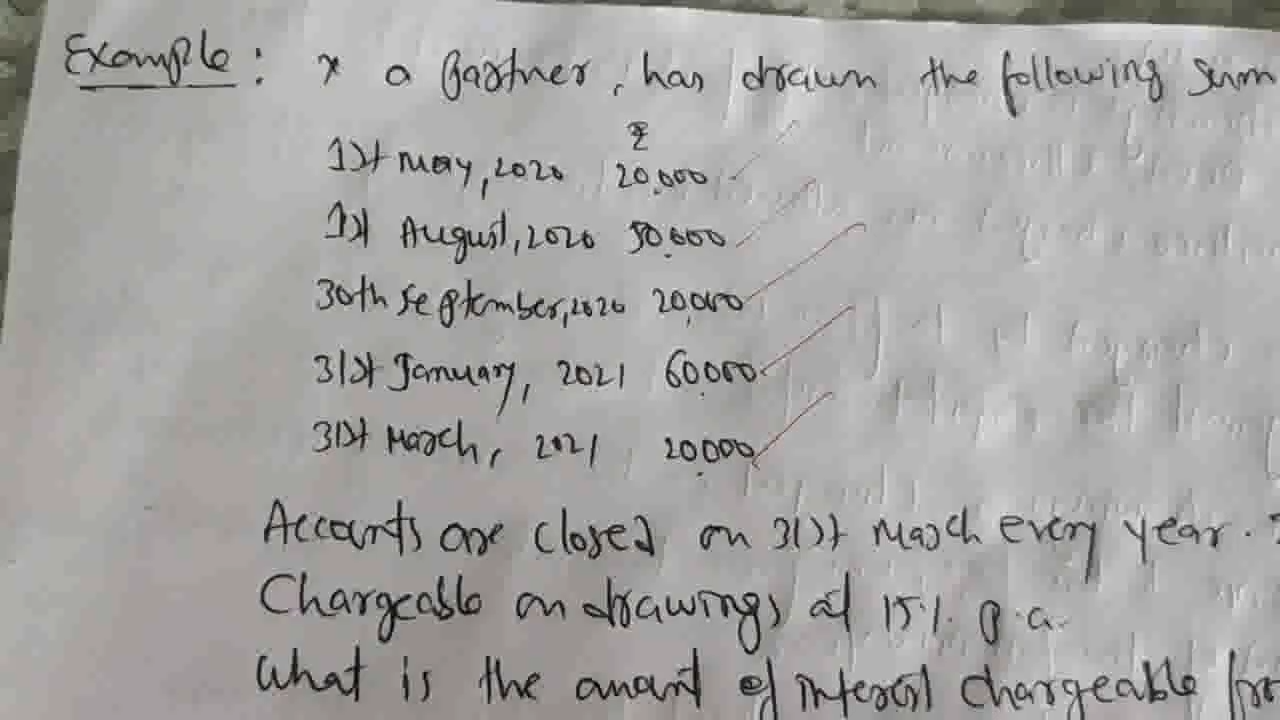 Example: x a Partner, has drawn the following sum
₹
1st May, 2020 20,000
1st August, 2020 50,000
30th September, 2020 20,000
31st January, 2021 60,000
31st March, 2021 20,000
Accounts are closed on 31st March every year.
Chargeable on drawings at 15% p.a.
What is the amount of interest chargeable